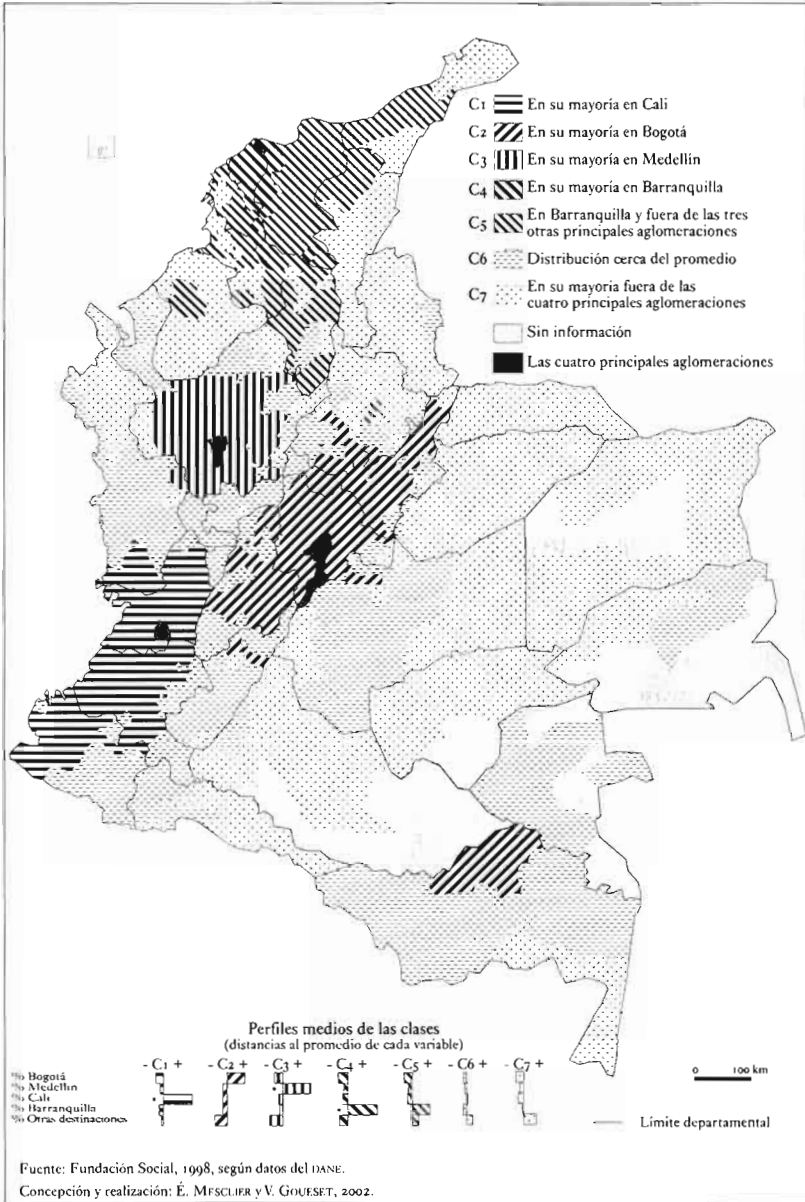 C1 En su mayoría en Cali
C2 En su mayoría en Bogotá
C3 En su mayoría en Medellín
C4 En su mayoría en Barranquilla
C5 En Barranquilla y fuera de las tres
otras principales aglomeraciones
C6 Distribución cerca del promedio
C7 En su mayoria fuera de las
cuatro principales aglomeraciones
Sin información
Las cuatro principales aglomeraciones
Perfiles medios de las clases
(distancias al promedio de cada variable)
- C1 + - C2 + - C3 + - C4 + - C5 + - C6 + - C7 +
% Bogotá
% Medellín
% Cali
% Barranquilla
% Otras destinaciones
0 100 km
Límite departamental
Fuente: Fundación Social, 1998, según datos del DANE.
Concepción y realización: É. MESCLIER y V. GOUESET, 2002.